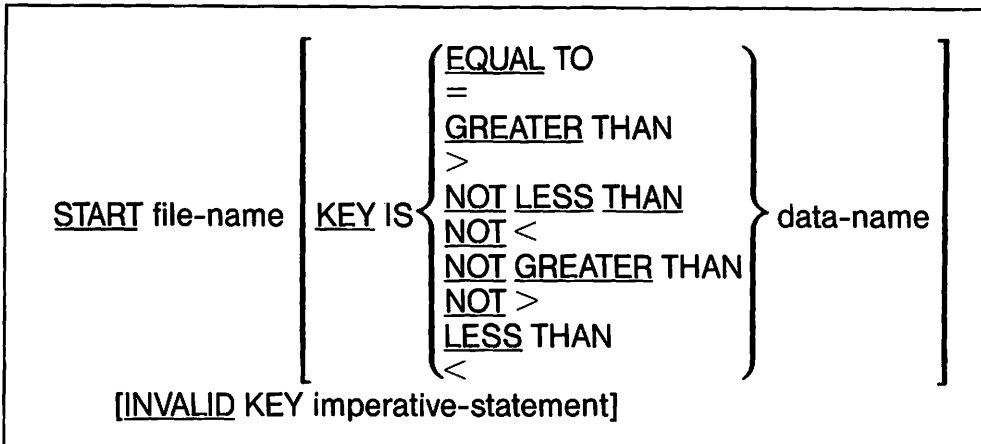 EQUAL TO
=
GREATER THAN
>
START file-name KEY IS NOT LESS THAN data-name
NOT <
NOT GREATER THAN
NOT >
LESS THAN
<
[INVALID KEY imperative-statement]